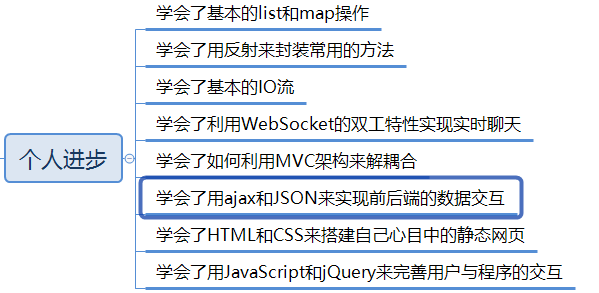 学会了基本的list和map操作
学会了用反射来封装常用的方法
学会了基本的IO流
学会了利用WebSocket的双工特性实现实时聊天
个人进步
学会了如何利用MVC架构来解耦合
学会了用ajax和JSON来实现前后端的数据交互
学会了HTML和CSS来搭建自己心目中的静态网页
学会了用JavaScript和jQuery来完善用户与程序的交互